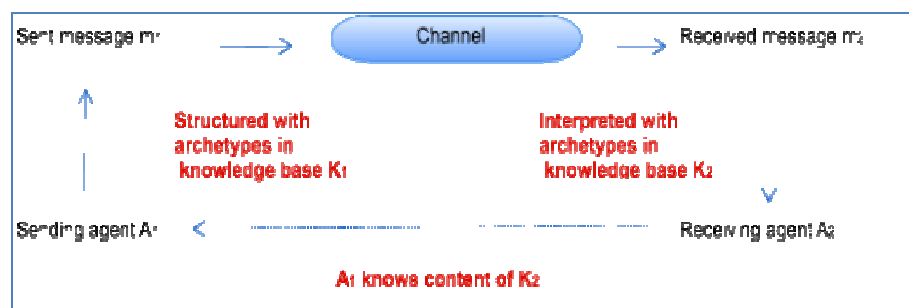 Sent message m₁
Channel
Received message m₂
Structured with
archetypes in
knowledge base K₁
Interpreted with
archetypes in
knowledge base K₂
Sending agent A₁
Receiving agent A₂
A₁ knows content of K₂